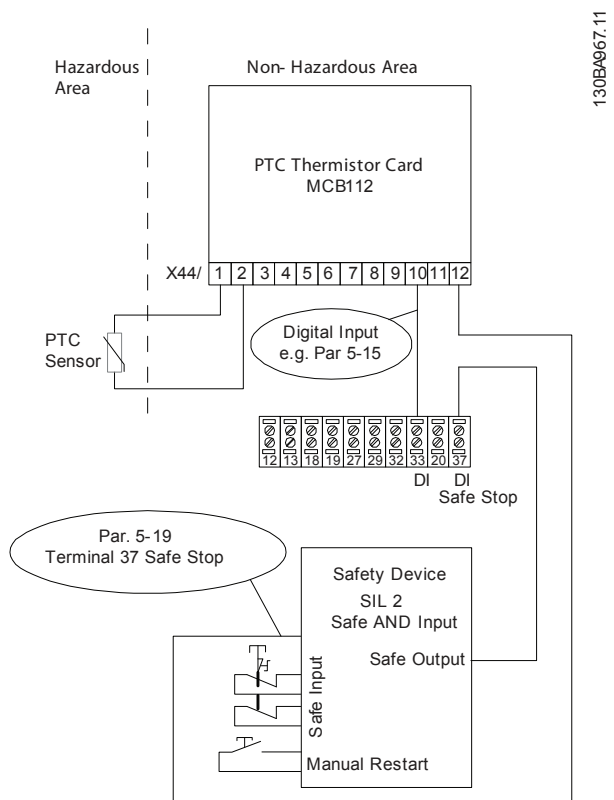 130BA967.11
Hazardous
Area
Non- Hazardous Area
PTC Thermistor Card
MCB112
X44/ 1 2 3 4 5 6 7 8 9 10 11 12
PTC
Sensor
Digital Input
e.g. Par 5-15
12 13 18 19 27 29 32 33 20 37
DI DI
Safe Stop
Par. 5-19
Terminal 37 Safe Stop
Safety Device
SIL 2
Safe AND Input
Safe Output
Safe Input
Manual Restart